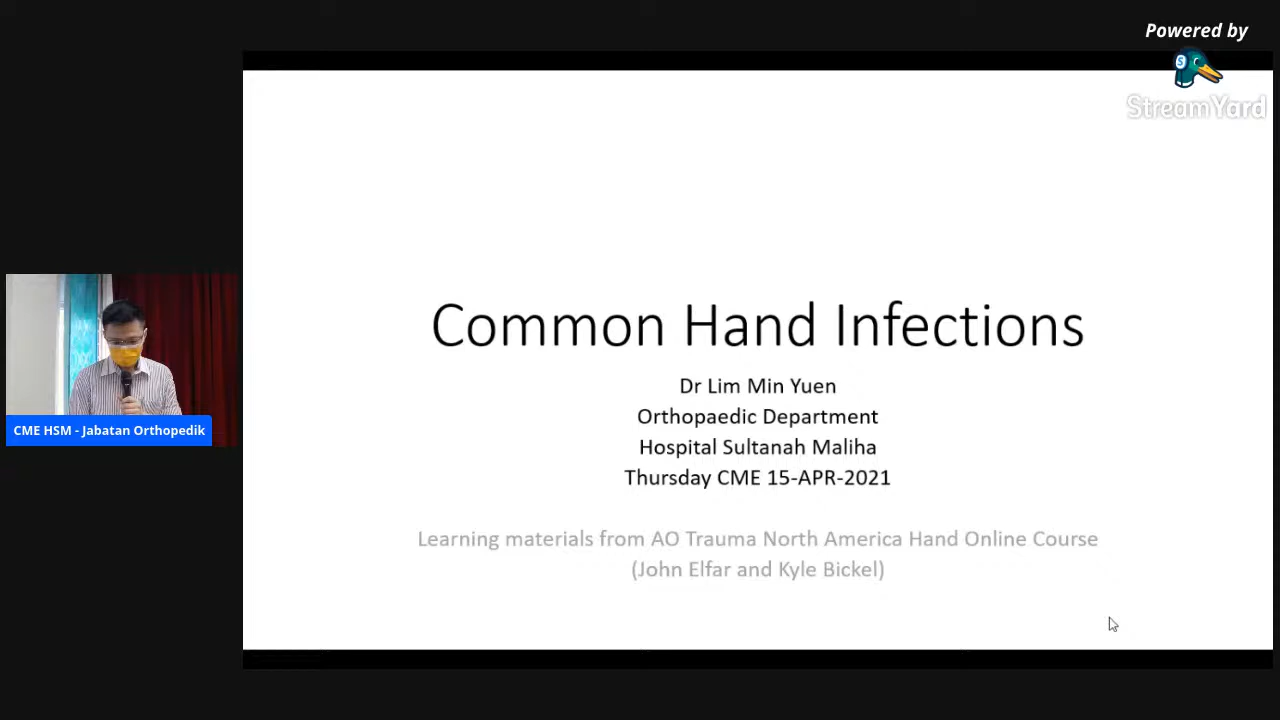 Powered by
StreamYard
Common Hand Infections
Dr Lim Min Yuen
Orthopaedic Department
Hospital Sultanah Maliha
Thursday CME 15-APR-2021
Learning materials from AO Trauma North America Hand Online Course
(John Elfar and Kyle Bickel)
CME HSM - Jabatan Orthopedik